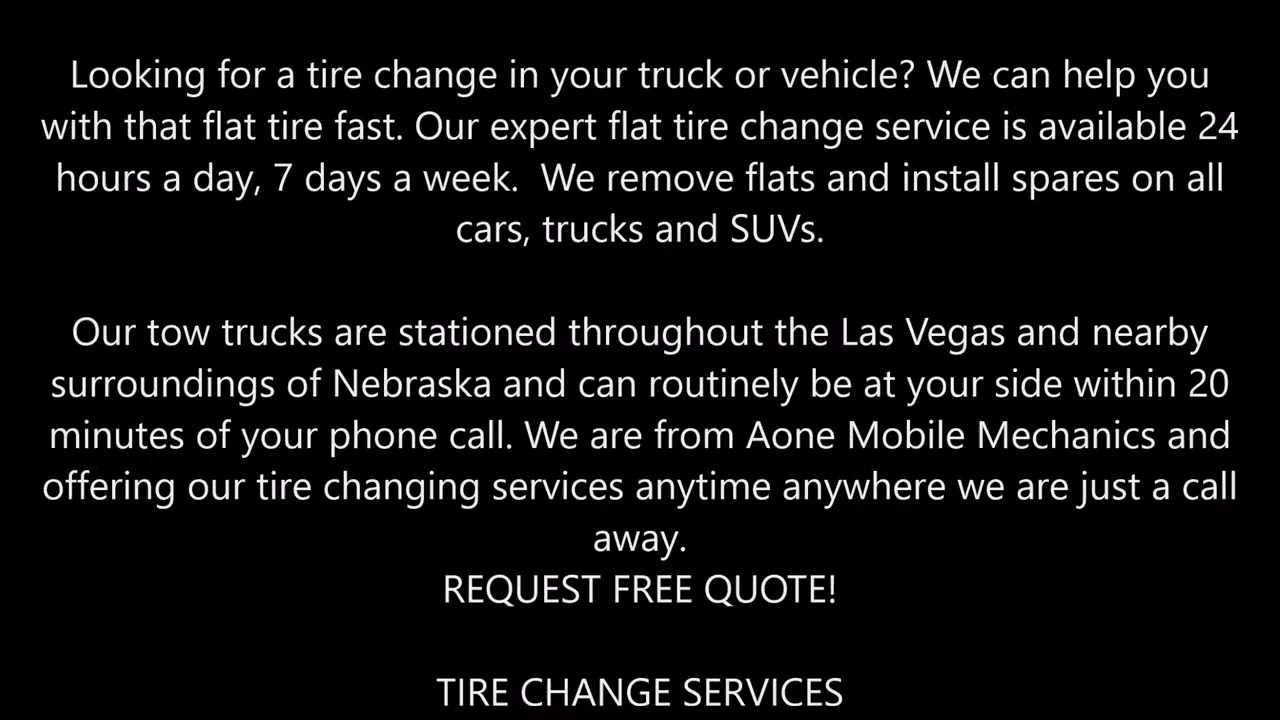 Looking for a tire change in your truck or vehicle? We can help you
with that flat tire fast. Our expert flat tire change service is available 24
hours a day, 7 days a week.  We remove flats and install spares on all
cars, trucks and SUVs.
Our tow trucks are stationed throughout the Las Vegas and nearby
surroundings of Nebraska and can routinely be at your side within 20
minutes of your phone call. We are from Aone Mobile Mechanics and
offering our tire changing services anytime anywhere we are just a call
away.
REQUEST FREE QUOTE!
TIRE CHANGE SERVICES